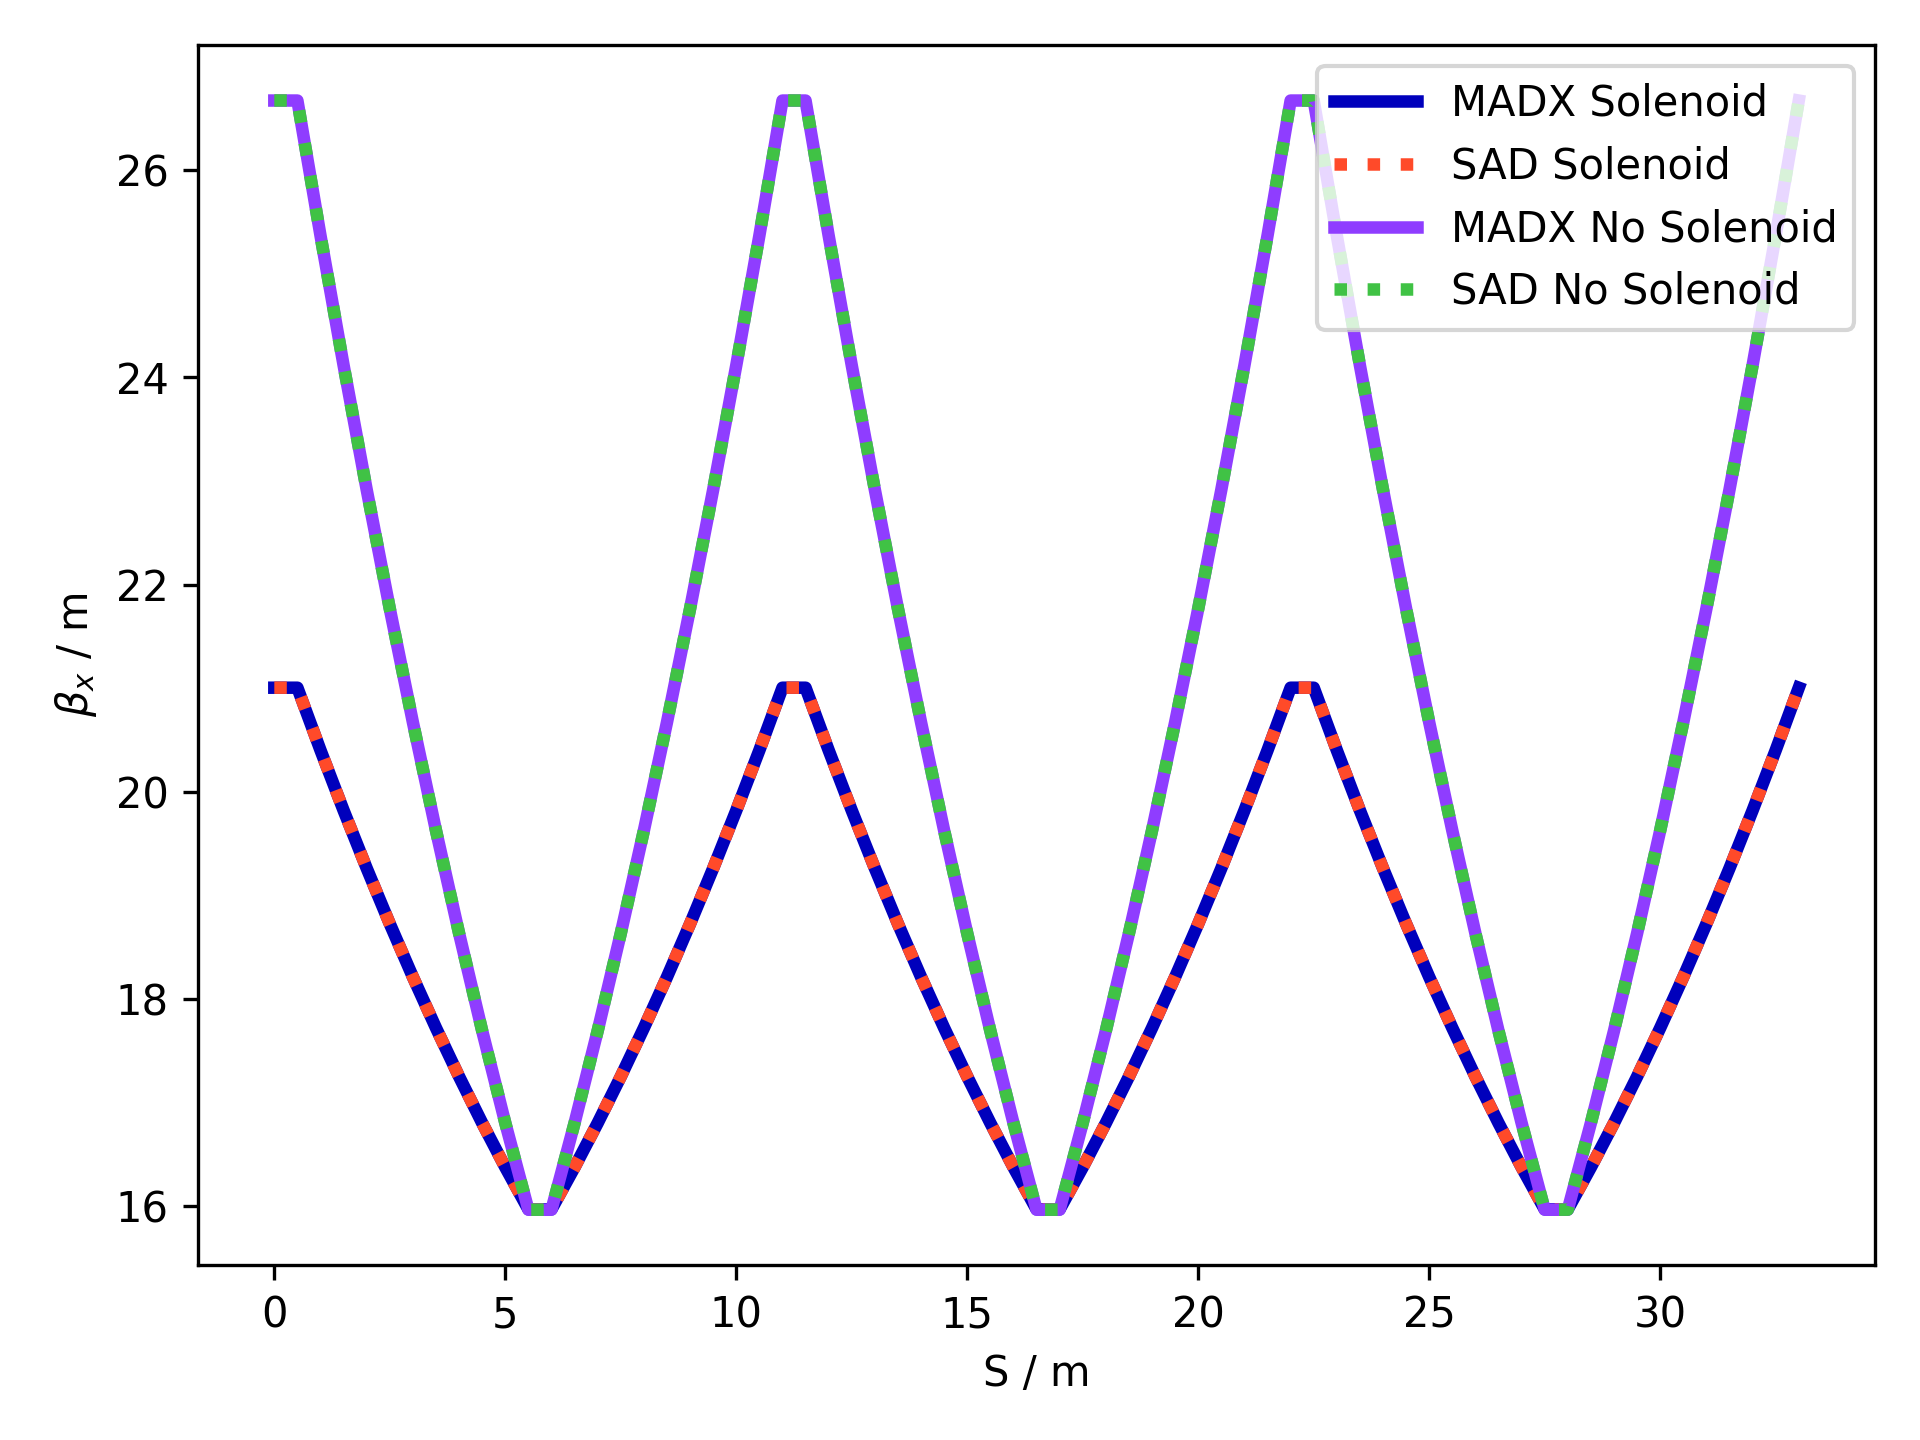 MADX Solenoid
SAD Solenoid
MADX No Solenoid
SAD No Solenoid
26
24
22
20
18
16
βx / m
0 5 10 15 20 25 30
S / m